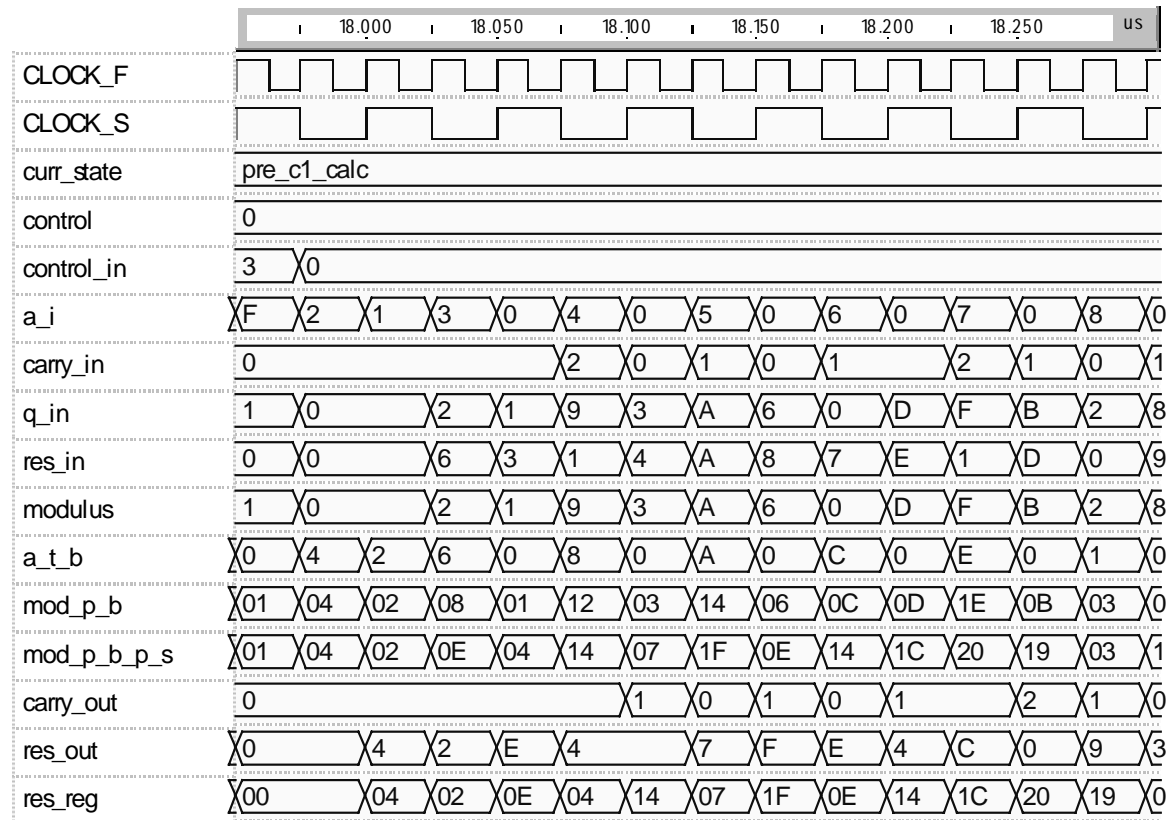 18.000 18.050 18.100 18.150 18.200 18.250 us
CLOCK_F
CLOCK_S
curr_state pre_c1_calc
control 0
control_in 3 0
a_i F 2 1 3 0 4 0 5 0 6 0 7 0 8 0
carry_in 0 2 0 1 0 1 2 1 0 1
q_in 1 0 2 1 9 3 A 6 0 D F B 2 8
res_in 0 0 6 3 1 4 A 8 7 E 1 D 0 9
modulus 1 0 2 1 9 3 A 6 0 D F B 2 8
a_t_b 0 4 2 6 0 8 0 A 0 C 0 E 0 1 0
mod_p_b 01 04 02 08 01 12 03 14 06 0C 0D 1E 0B 03 0
mod_p_b_p_s 01 04 02 0E 04 14 07 1F 0E 14 1C 20 19 03 1
carry_out 0 1 0 1 0 1 2 1 0
res_out 0 4 2 E 4 7 F E 4 C 0 9 3
res_reg 00 04 02 0E 04 14 07 1F 0E 14 1C 20 19 0